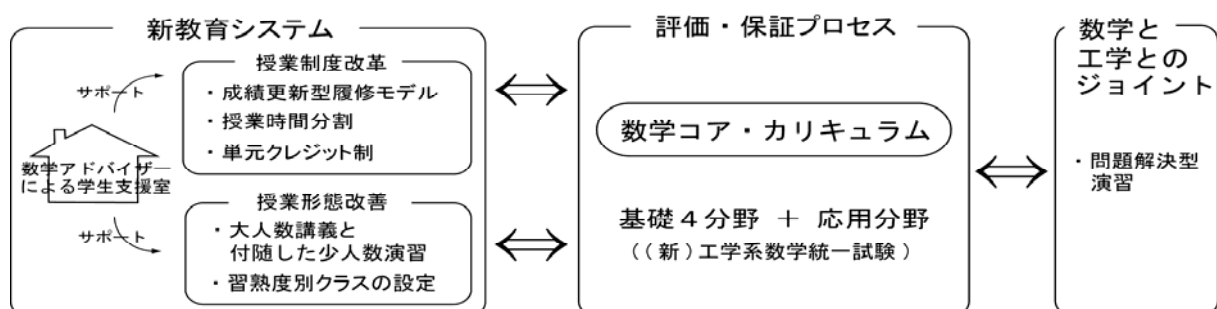 新教育システム
サポート
数学アドバイザー
による学生支援室
サポート
授業制度改革
・成績更新型履修モデル
・授業時間分割
・単元クレジット制
授業形態改善
・大人数講義と
付随した少人数演習
・習熟度別クラスの設定
評価・保証プロセス
数学コア・カリキュラム
基礎4分野 + 応用分野
((新)工学系数学統一試験)
数学と
工学との
ジョイント
・問題解決型
演習